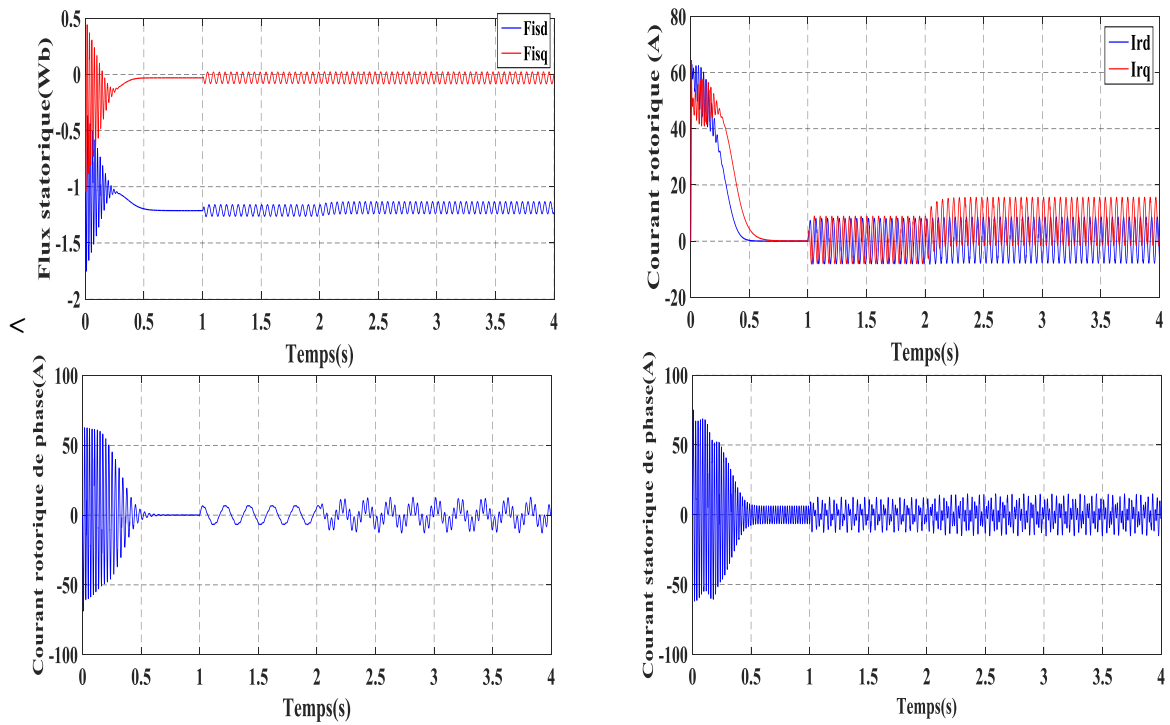 Flux statorique(Wb)
0.5
0
-0.5
-1
-1.5
-2
Fisd
Fisq
0 0.5 1 1.5 2 2.5 3 3.5 4
Temps(s)
Courant rotorique (A)
80
60
40
20
0
-20
Ird
Irq
0 0.5 1 1.5 2 2.5 3 3.5 4
Temps(s)
<
Courant rotorique de phase(A)
100
50
0
-50
-100
0 0.5 1 1.5 2 2.5 3 3.5 4
Temps(s)
Courant statorique de phase(A)
100
50
0
-50
-100
0 0.5 1 1.5 2 2.5 3 3.5 4
Temps(s)